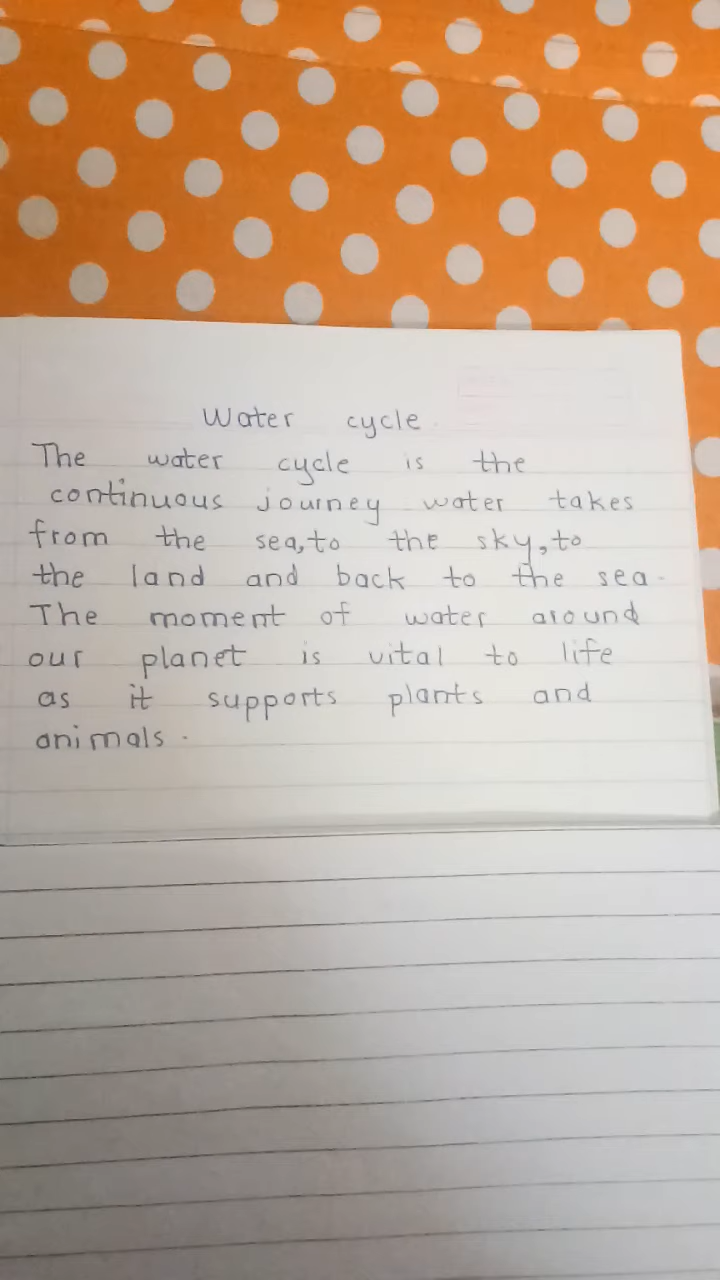 Water cycle.
The water cycle is the
continuous journey water takes
from the sea, to the sky, to
the land and back to the sea.
The moment of water around
our planet is vital to life
as it supports plants and
animals.